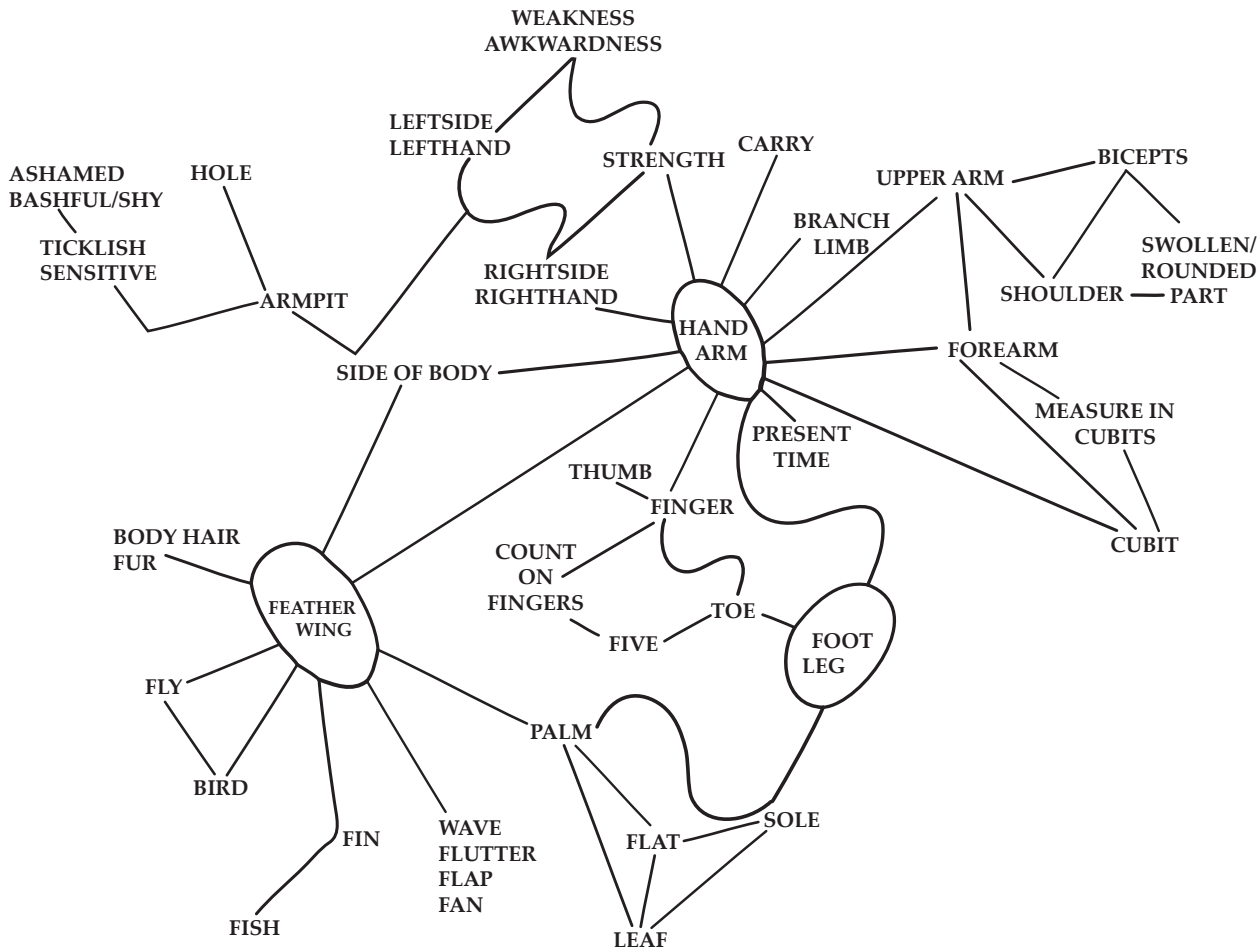 WEAKNESS
AWKWARDNESS
LEFTSIDE
LEFTHAND
STRENGTH
CARRY
BICEPTS
UPPER ARM
ASHAMED
BASHFUL/SHY
HOLE
BRANCH
LIMB
TICKLISH
SENSITIVE
SWOLLEN/
ROUNDED
PART
RIGHTSIDE
RIGHTHAND
ARMPIT
SHOULDER
HAND
ARM
FOREARM
SIDE OF BODY
MEASURE IN
CUBITS
PRESENT
TIME
THUMB
FINGER
BODY HAIR
FUR
COUNT
ON
FINGERS
CUBIT
FEATHER
WING
TOE
FIVE
FOOT
LEG
FLY
PALM
BIRD
SOLE
WAVE
FLUTTER
FLAP
FAN
FIN
FLAT
FISH
LEAF